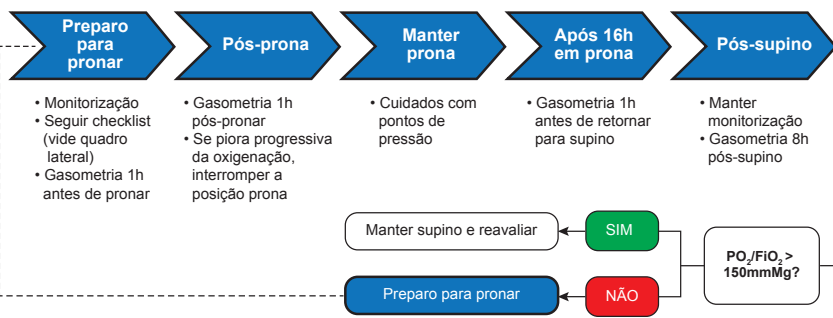 Preparo
para
pronar
Pós-prona
Manter
prona
Após 16h
em prona
Pós-supino
• Monitorização
• Seguir checklist
(vide quadro
lateral)
• Gasometria 1h
antes de pronar
• Gasometria 1h
pós-pronar
• Se piora progressiva
da oxigenação,
interromper a
posição prona
• Cuidados com
pontos de
pressão
• Gasometria 1h
antes de retornar
para supino
• Manter
monitorização
• Gasometria 8h
pós-supino
Manter supino e reavaliar
SIM
PO₂/FiO₂ >
150mmHg?
Preparo para pronar
NÃO